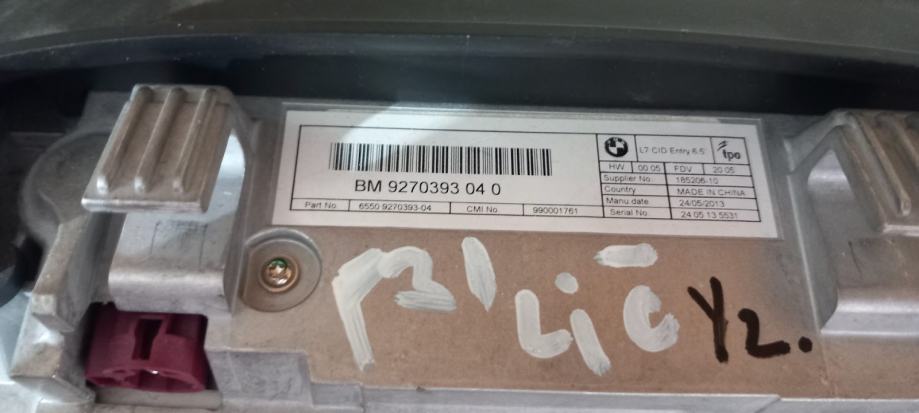 L7 CID Entry 6.5'
tpo
BM 9270393 04 0
HW 00 05 FDV 20 05
Supplier No. 185206-10
Country MADE IN CHINA
Manu date 24/05/2013
Serial No. 24 05 13 5531
Part No. 6550 9270393-04 CMI No. 990001761
Y2.